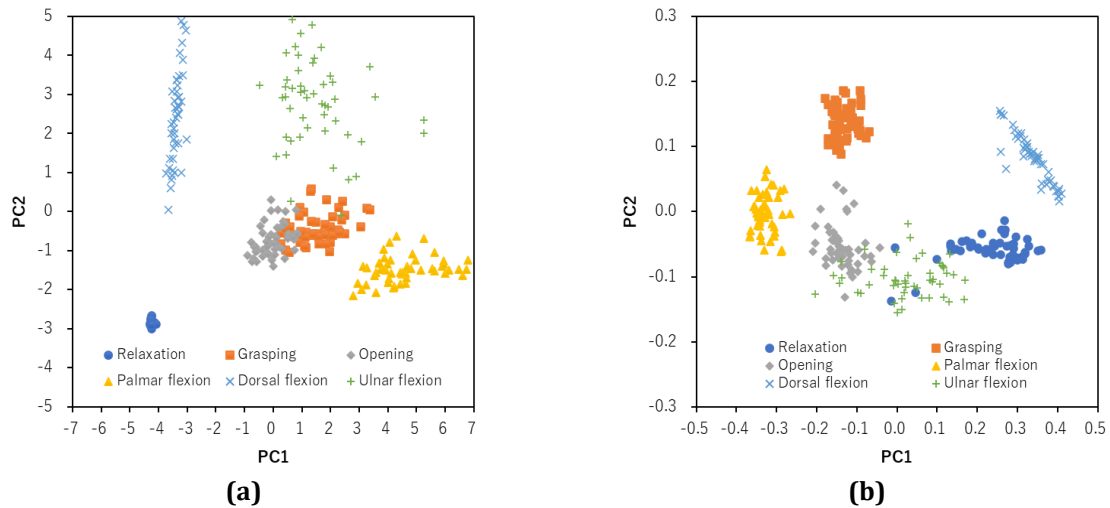 5
4
3
2
1
0
-1
-2
-3
-4
-5
PC2
-7 -6 -5 -4 -3 -2 -1 0 1 2 3 4 5 6 7
PC1
Relaxation Grasping Opening
Palmar flexion Dorsal flexion Ulnar flexion
(a)
0.3
0.2
0.1
0.0
-0.1
-0.2
-0.3
PC2
-0.5 -0.4 -0.3 -0.2 -0.1 0.0 0.1 0.2 0.3 0.4 0.5
PC1
Relaxation Grasping
Opening Palmar flexion
Dorsal flexion Ulnar flexion
(b)